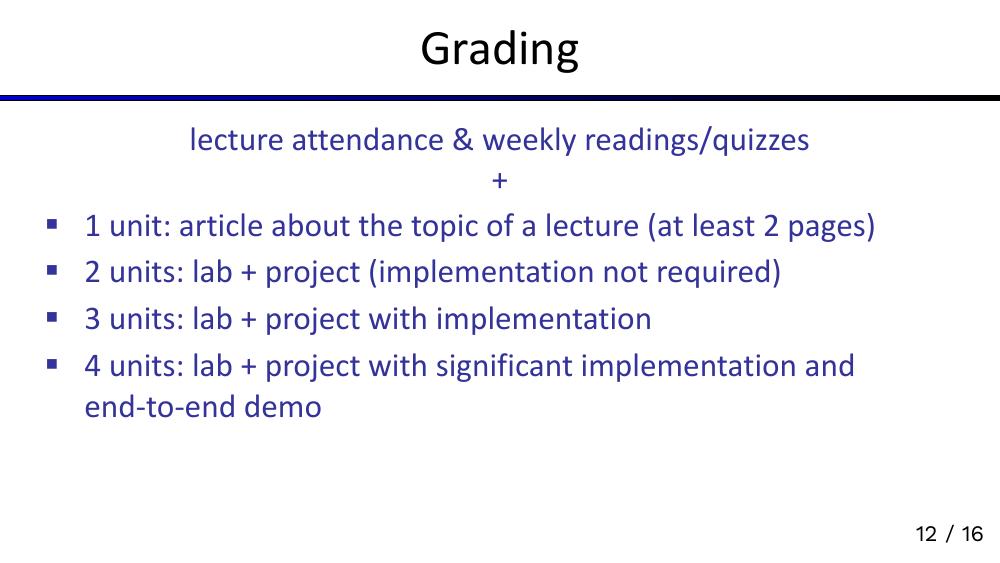 Grading
lecture attendance & weekly readings/quizzes
+
▪ 1 unit: article about the topic of a lecture (at least 2 pages)
▪ 2 units: lab + project (implementation not required)
▪ 3 units: lab + project with implementation
▪ 4 units: lab + project with significant implementation and
end-to-end demo
12 / 16